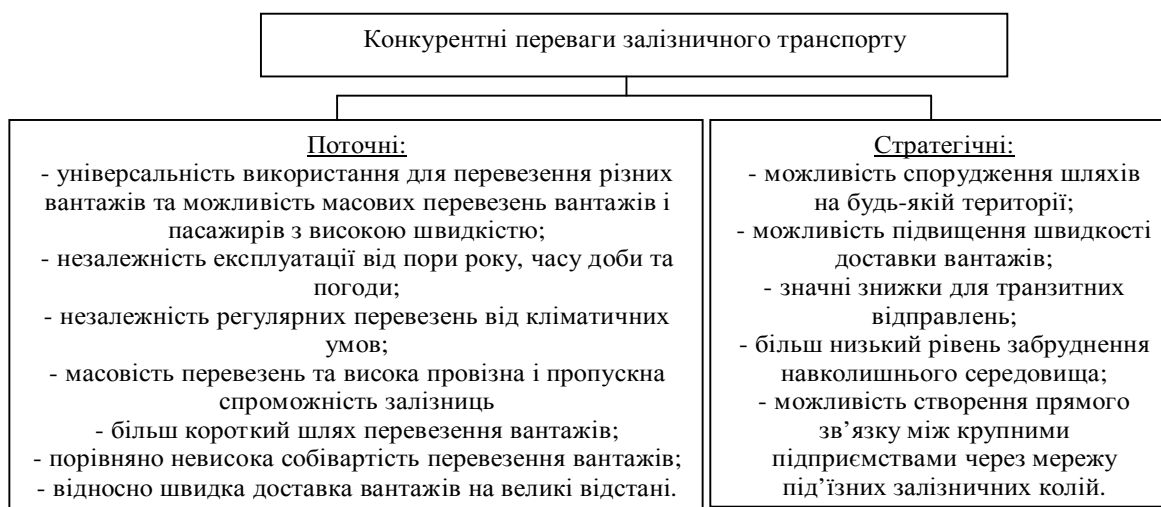 Конкурентні переваги залізничного транспорту
Поточні:
- універсальність використання для перевезення різних
вантажів та можливість масових перевезень вантажів і
пасажирів з високою швидкістю;
- незалежність експлуатації від пори року, часу доби та
погоди;
- незалежність регулярних перевезень від кліматичних
умов;
- масовість перевезень та висока провізна і пропускна
спроможність залізниць
- більш короткий шлях перевезення вантажів;
- порівняно невисока собівартість перевезення вантажів;
- відносно швидка доставка вантажів на великі відстані.
Стратегічні:
- можливість спорудження шляхів
на будь-якій території;
- можливість підвищення швидкості
доставки вантажів;
- значні знижки для транзитних
відправлень;
- більш низький рівень забруднення
навколишнього середовища;
- можливість створення прямого
зв’язку між крупними
підприємствами через мережу
під’їзних залізничних колій.